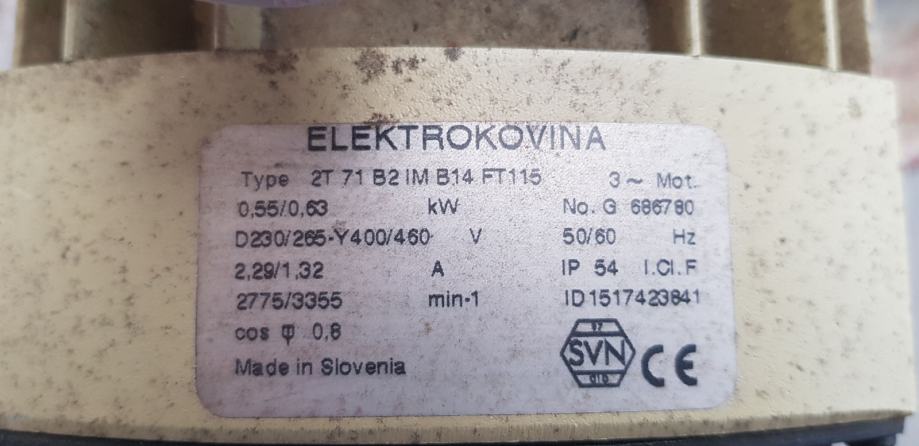 ELEKTROKOVINA
Type 2T 71 B2 IM B14 FT115 3~ Mot.
0,55/0,63 kW No. G 686780
D230/265-Y400/460 V 50/60 Hz
2,29/1,32 A IP 54 I.Cl.F
2775/3355 min-1 ID1517423841
cos φ 0,8
Made in Slovenia
SVN
CE